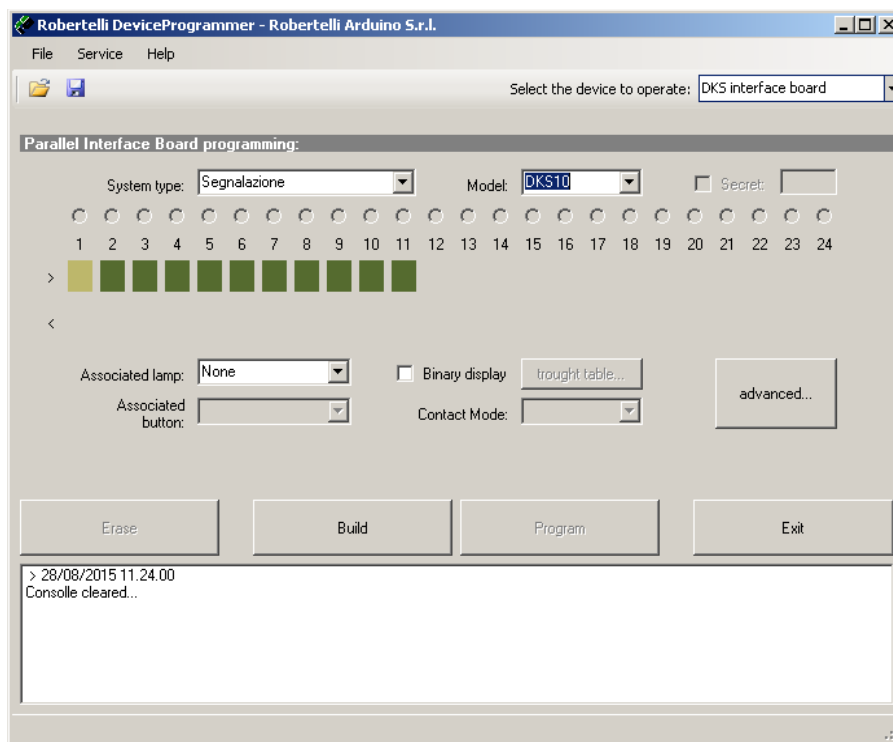 Robertelli DeviceProgrammer - Robertelli Arduino S.r.l.
File Service Help
Select the device to operate: DKS interface board
Parallel Interface Board programming:
System type: Segnalazione Model: DKS10 Secret:
1 2 3 4 5 6 7 8 9 10 11 12 13 14 15 16 17 18 19 20 21 22 23 24
>
<
Associated lamp: None Binary display trought table... advanced...
Associated
button: Contact Mode:
Erase Build Program Exit
> 28/08/2015 11.24.00
Consolle cleared...